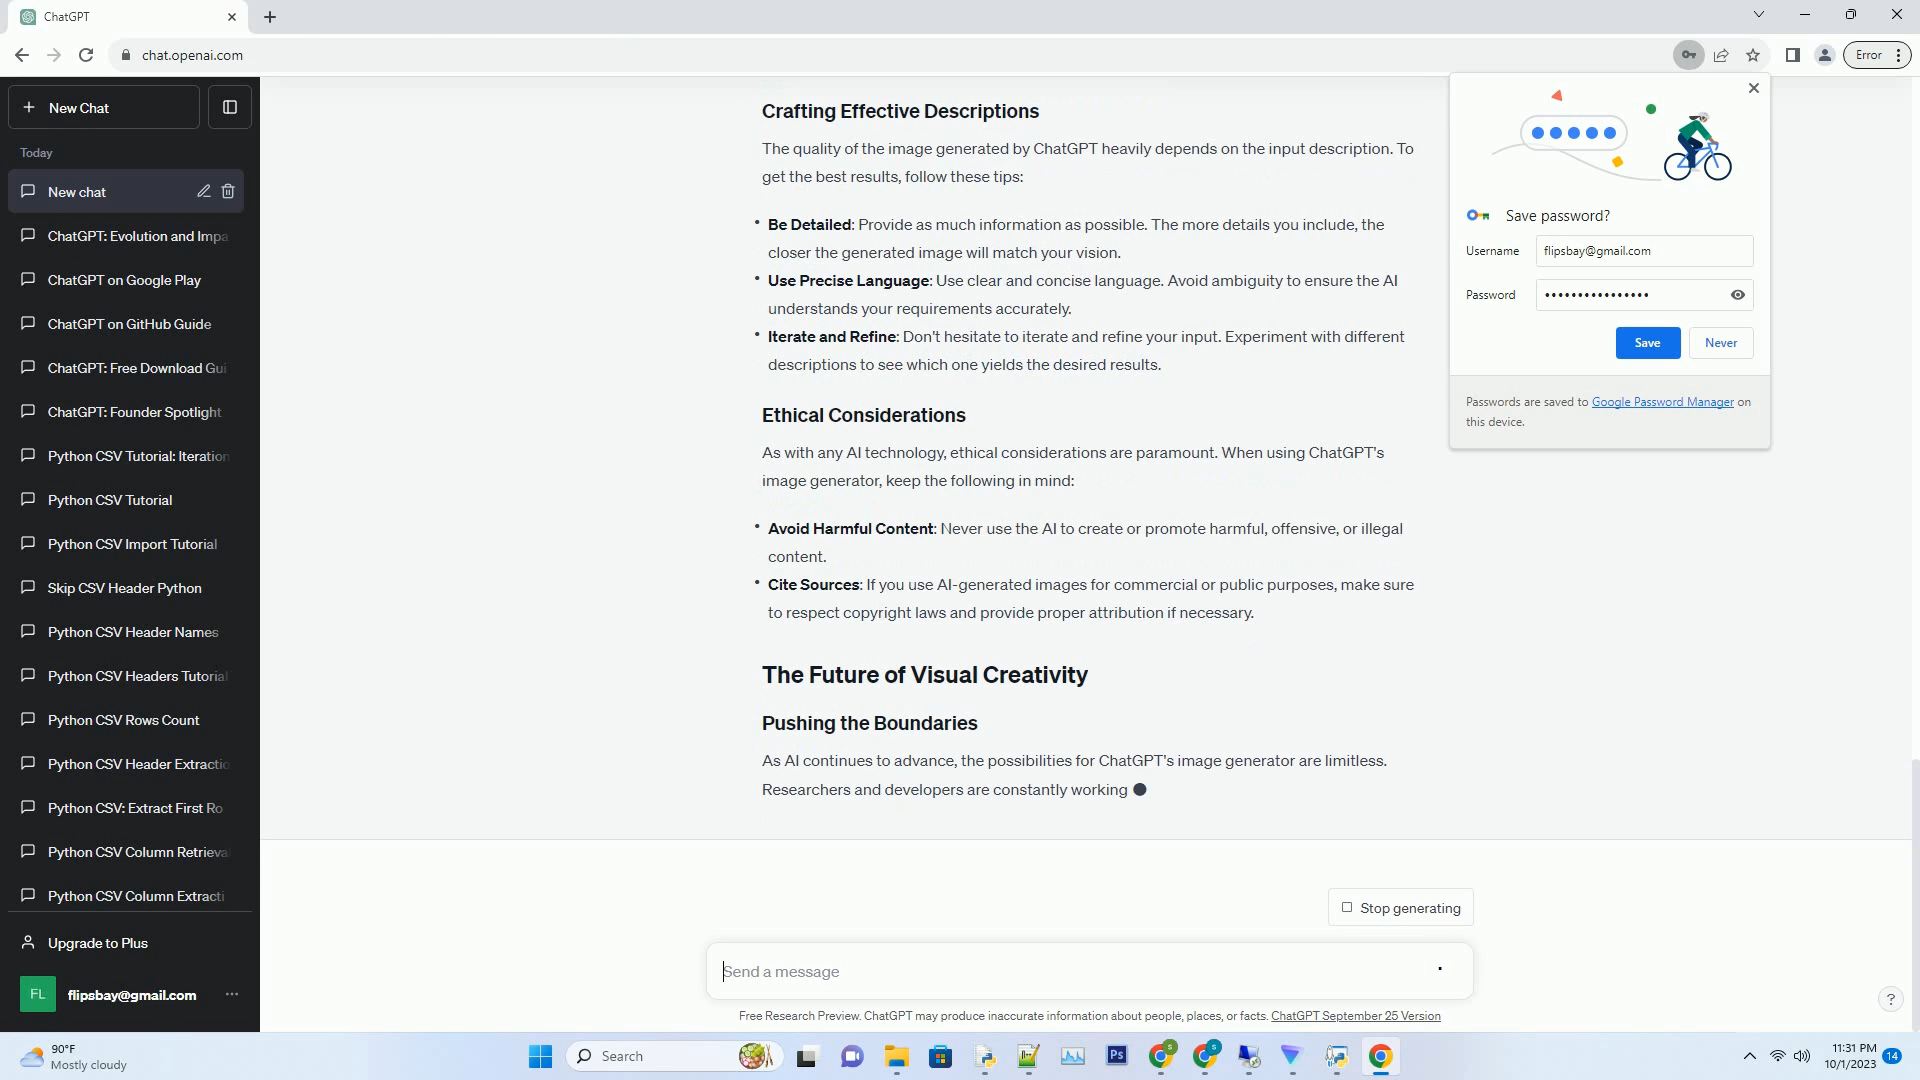 ChatGPT
chat.openai.com
Error
New Chat
Today
New chat
ChatGPT: Evolution and Impa
ChatGPT on Google Play
ChatGPT on GitHub Guide
ChatGPT: Free Download Gui
ChatGPT: Founder Spotlight
Python CSV Tutorial: Iteration
Python CSV Tutorial
Python CSV Import Tutorial
Skip CSV Header Python
Python CSV Header Names
Python CSV Headers Tutorial
Python CSV Rows Count
Python CSV Header Extractio
Python CSV: Extract First Ro
Python CSV Column Retrieva
Python CSV Column Extracti
Upgrade to Plus
FL
flipsbay@gmail.com
Crafting Effective Descriptions
The quality of the image generated by ChatGPT heavily depends on the input description. To
get the best results, follow these tips:
• Be Detailed: Provide as much information as possible. The more details you include, the
closer the generated image will match your vision.
• Use Precise Language: Use clear and concise language. Avoid ambiguity to ensure the AI
understands your requirements accurately.
• Iterate and Refine: Don't hesitate to iterate and refine your input. Experiment with different
descriptions to see which one yields the desired results.
Ethical Considerations
As with any AI technology, ethical considerations are paramount. When using ChatGPT's
image generator, keep the following in mind:
• Avoid Harmful Content: Never use the AI to create or promote harmful, offensive, or illegal
content.
• Cite Sources: If you use AI-generated images for commercial or public purposes, make sure
to respect copyright laws and provide proper attribution if necessary.
The Future of Visual Creativity
Pushing the Boundaries
As AI continues to advance, the possibilities for ChatGPT's image generator are limitless.
Researchers and developers are constantly working
Stop generating
Send a message
Free Research Preview. ChatGPT may produce inaccurate information about people, places, or facts. ChatGPT September 25 Version
?
Save password?
Username
flipsbay@gmail.com
Password
••••••••••••••••
Save
Never
Passwords are saved to Google Password Manager on
this device.
90°F
Mostly cloudy
Search
Ps
S
S
11:31 PM
10/1/2023
14